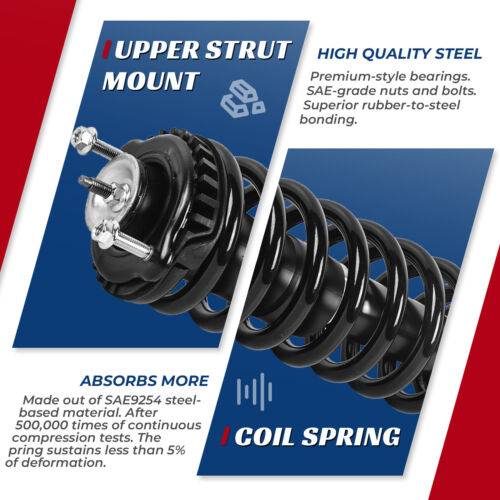 UPPER STRUT
MOUNT
HIGH QUALITY STEEL
Premium-style bearings.
SAE-grade nuts and bolts.
Superior rubber-to-steel
bonding.
ABSORBS MORE
Made out of SAE9254 steel-
based material. After
500,000 times of continuous
compression tests. The
pring sustains less than 5%
of deformation.
COIL SPRING